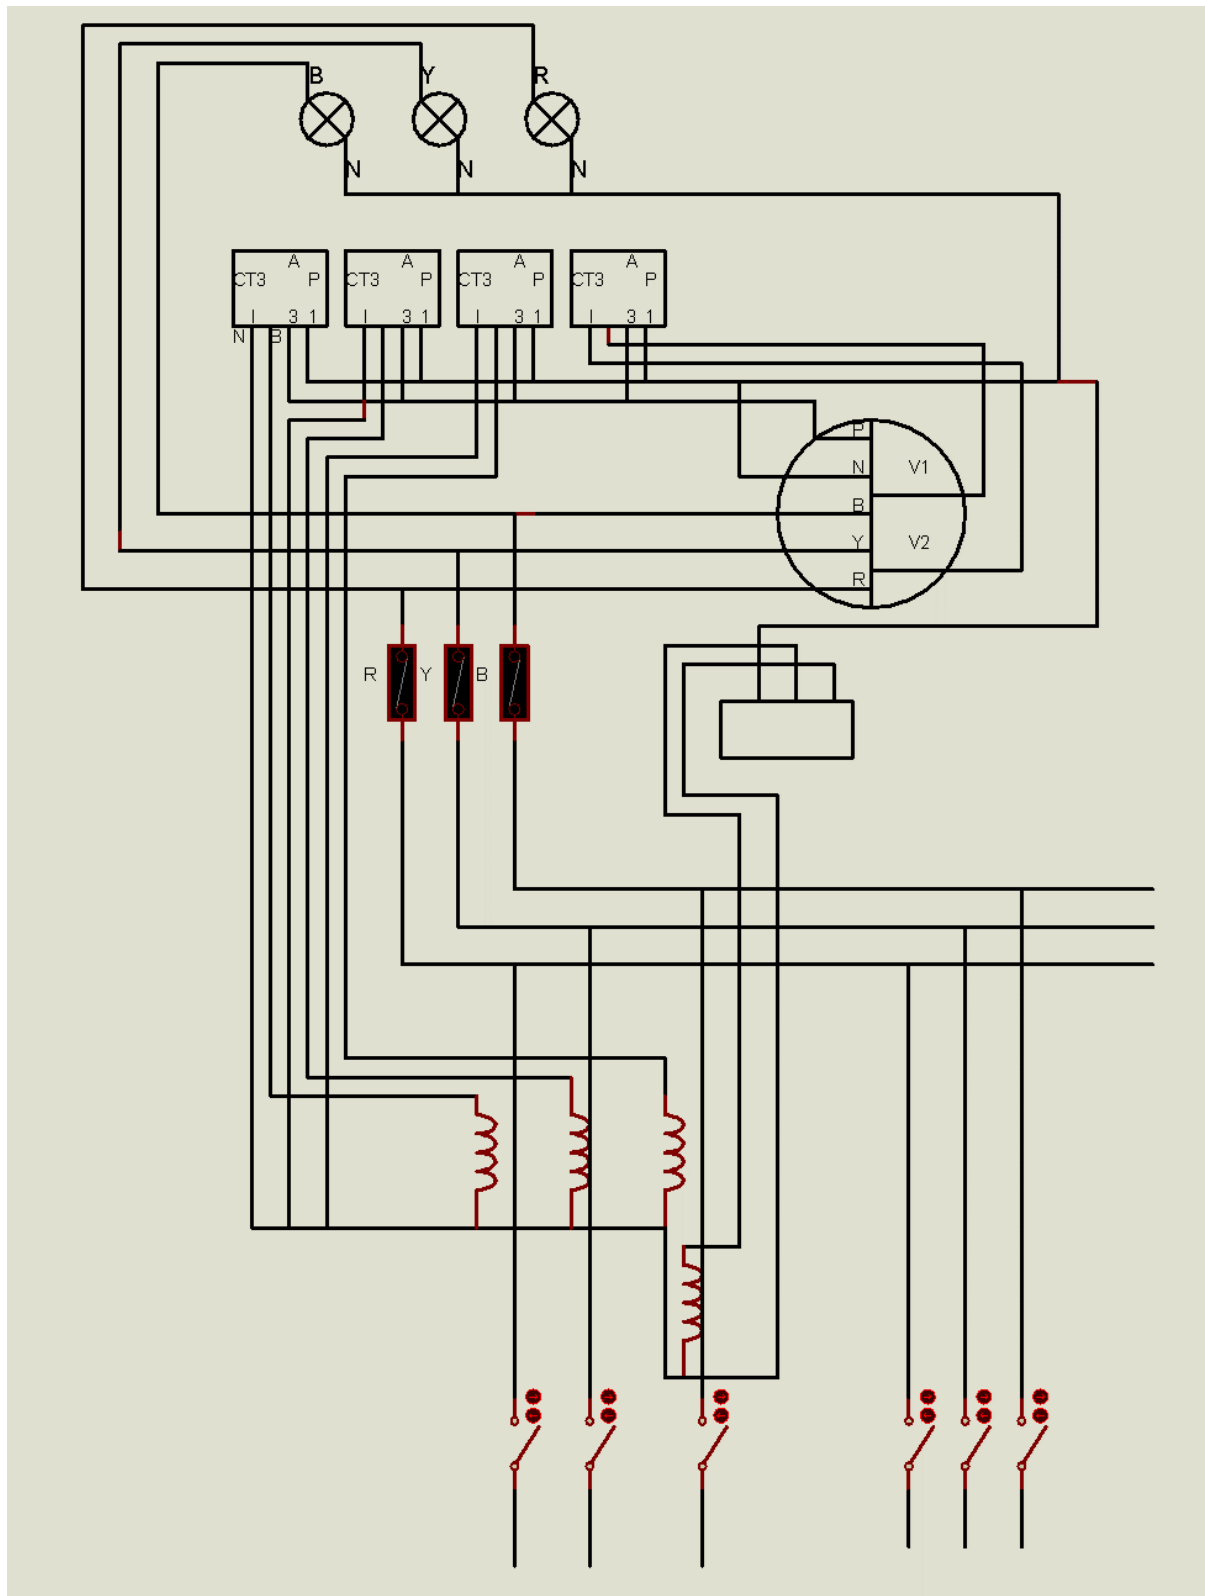 B Y R
N N N
A A A A
CT3 P CT3 P CT3 P CT3 P
I 3 1 I 3 1 I 3 1 I 3 1
N B
P
N V1
B
Y V2
R
R Y B